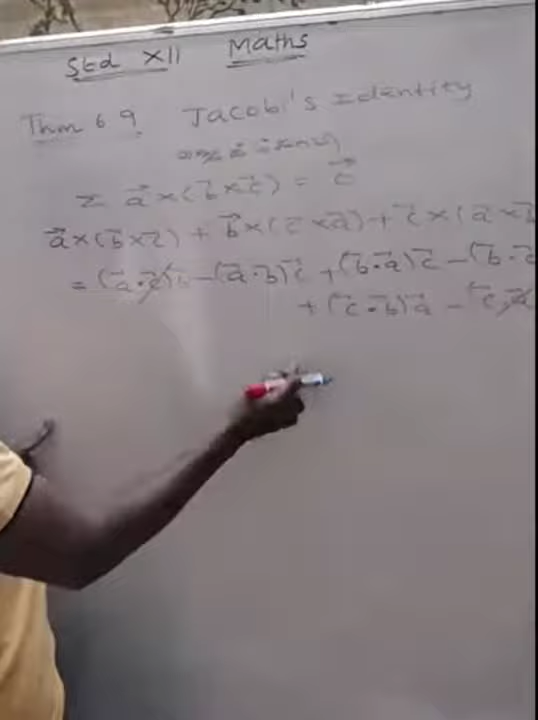 Std XII Maths
Thm 6.9. Jacobi's Identity
Σ a⃗×(b⃗×c⃗) = 0⃗
a⃗×(b⃗×c⃗) + b⃗×(c⃗×a⃗) + c⃗×(a⃗×b⃗
= (a⃗·c⃗)b⃗ - (a⃗·b⃗)c⃗ + (b⃗·a⃗)c⃗ - (b⃗·c⃗
+ (c⃗·b⃗)a⃗ - (c⃗·a⃗